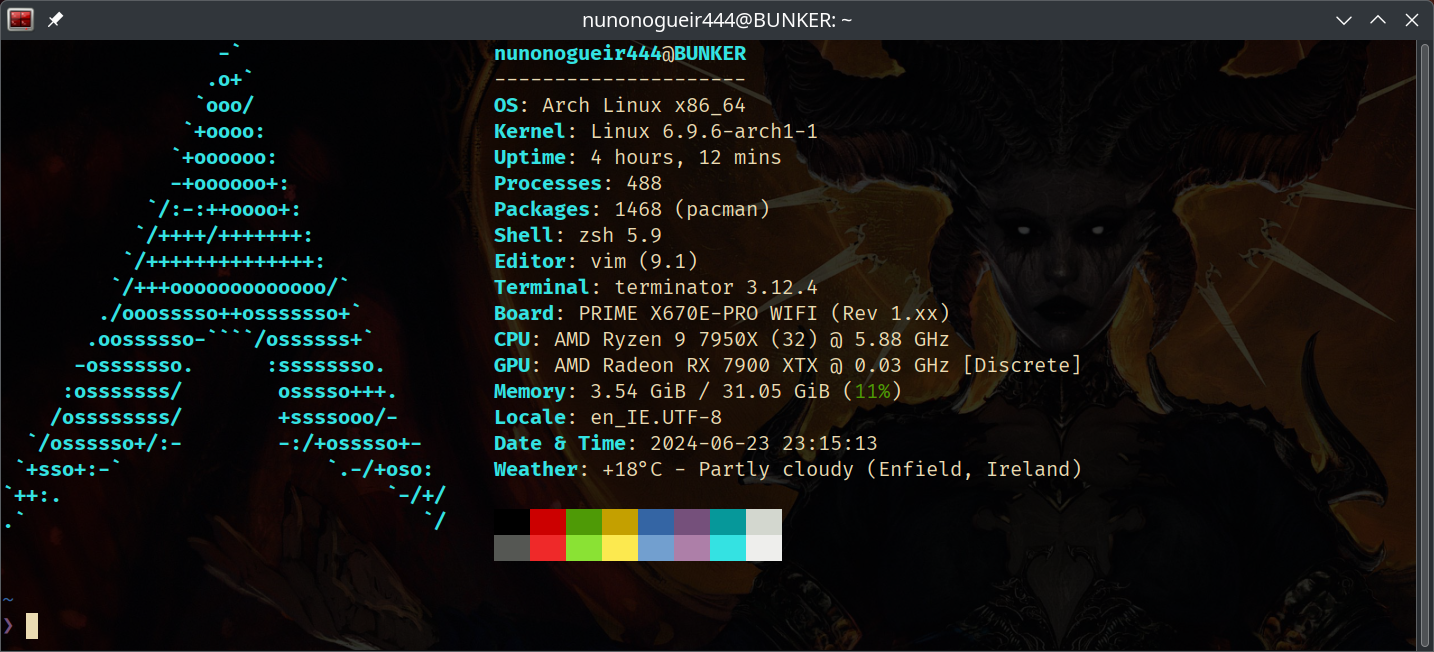 nunonogueir444@BUNKER: ~
                  -`
                 .o+`
                `ooo/
               `+oooo:
              `+oooooo:
              -+oooooo+:
            `/:-:++oooo+:
           `/++++/+++++++:
          `/++++++++++++++:
         `/+++ooooooooooooo/`
        ./ooosssso++osssssso+`
       .oossssso-````/ossssss+`
      -osssssso.      :ssssssso.
     :osssssss/        osssso+++.
    /ossssssss/        +ssssooo/-
  `/ossssso+/:-        -:/+osssso+-
 `+sso+:-`                 `.-/+oso:
`++:.                           `-/+/
.`                                 `/
nunonogueir444@BUNKER
---------------------
OS: Arch Linux x86_64
Kernel: Linux 6.9.6-arch1-1
Uptime: 4 hours, 12 mins
Processes: 488
Packages: 1468 (pacman)
Shell: zsh 5.9
Editor: vim (9.1)
Terminal: terminator 3.12.4
Board: PRIME X670E-PRO WIFI (Rev 1.xx)
CPU: AMD Ryzen 9 7950X (32) @ 5.88 GHz
GPU: AMD Radeon RX 7900 XTX @ 0.03 GHz [Discrete]
Memory: 3.54 GiB / 31.05 GiB (11%)
Locale: en_IE.UTF-8
Date & Time: 2024-06-23 23:15:13
Weather: +18°C - Partly cloudy (Enfield, Ireland)
~
❯